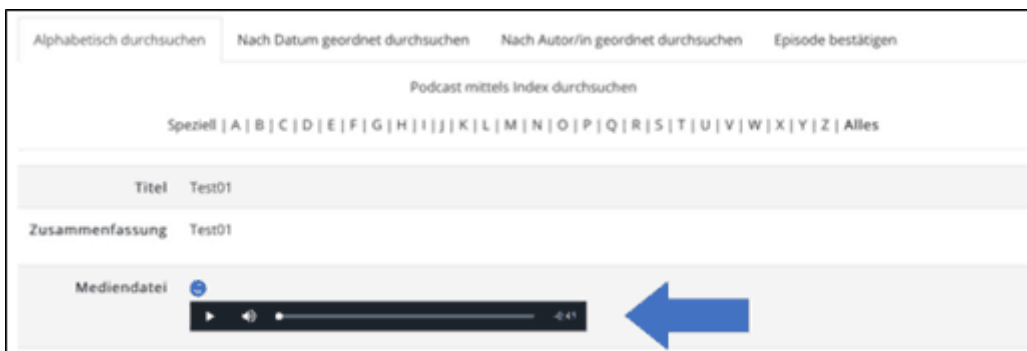 Alphabetisch durchsuchen Nach Datum geordnet durchsuchen Nach Autor/in geordnet durchsuchen Episode bestätigen
Podcast mittels Index durchsuchen
Speziell | A | B | C | D | E | F | G | H | I | J | K | L | M | N | O | P | Q | R | S | T | U | V | W | X | Y | Z | Alles
Titel Test01
Zusammenfassung Test01
Mediendatei